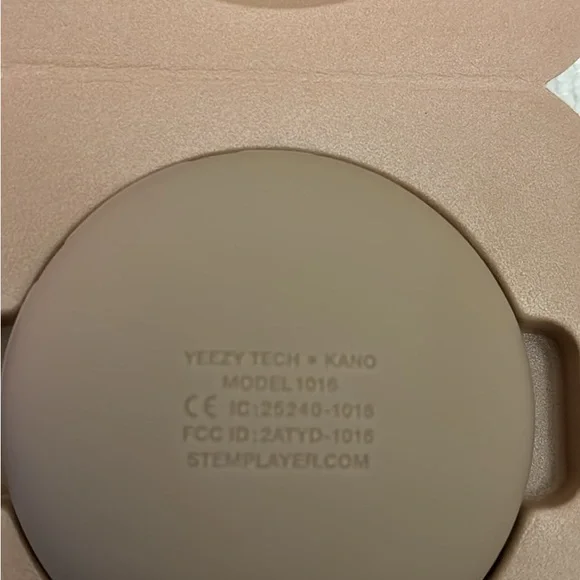 YEEZY TECH × KANO
MODEL 1016
CE IC:25240-1016
FCC ID:2ATYD-1016
STEMPLAYER.COM